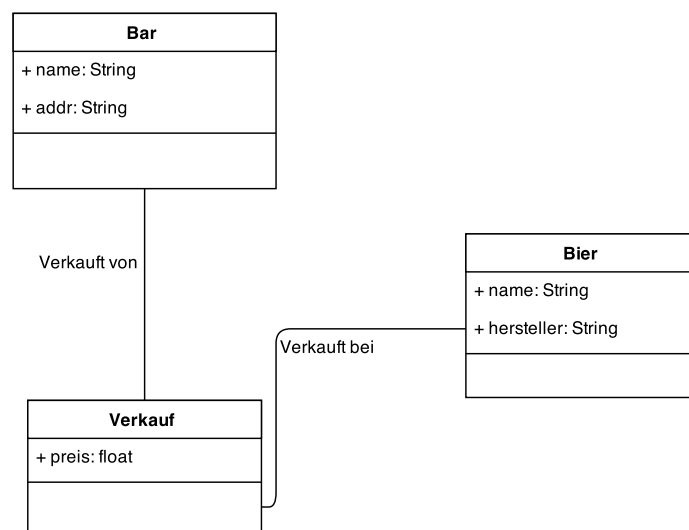 Bar
+ name: String
+ addr: String
Verkauft von
Bier
+ name: String
+ hersteller: String
Verkauft bei
Verkauf
+ preis: float